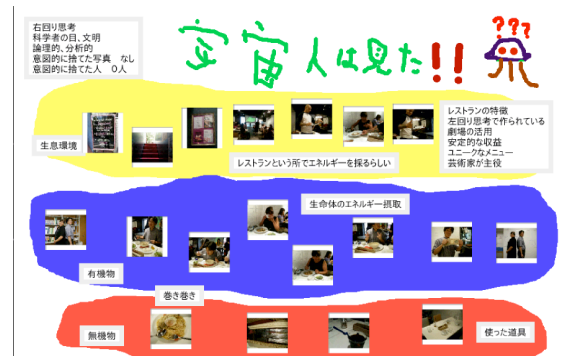 右回り思考
科学者の目、文明
論理的、分析的
意図的に捨てた写真　なし
意図的に捨てた人　0人
宇宙人は見た!!
???
レストランの特徴
左回り思考で作られている
劇場の活用
安定的な収益
ユニークなメニュー
芸術家が主役
生息環境
レストランという所でエネルギーを採るらしい
生命体のエネルギー摂取
有機物
巻き巻き
無機物
使った道具